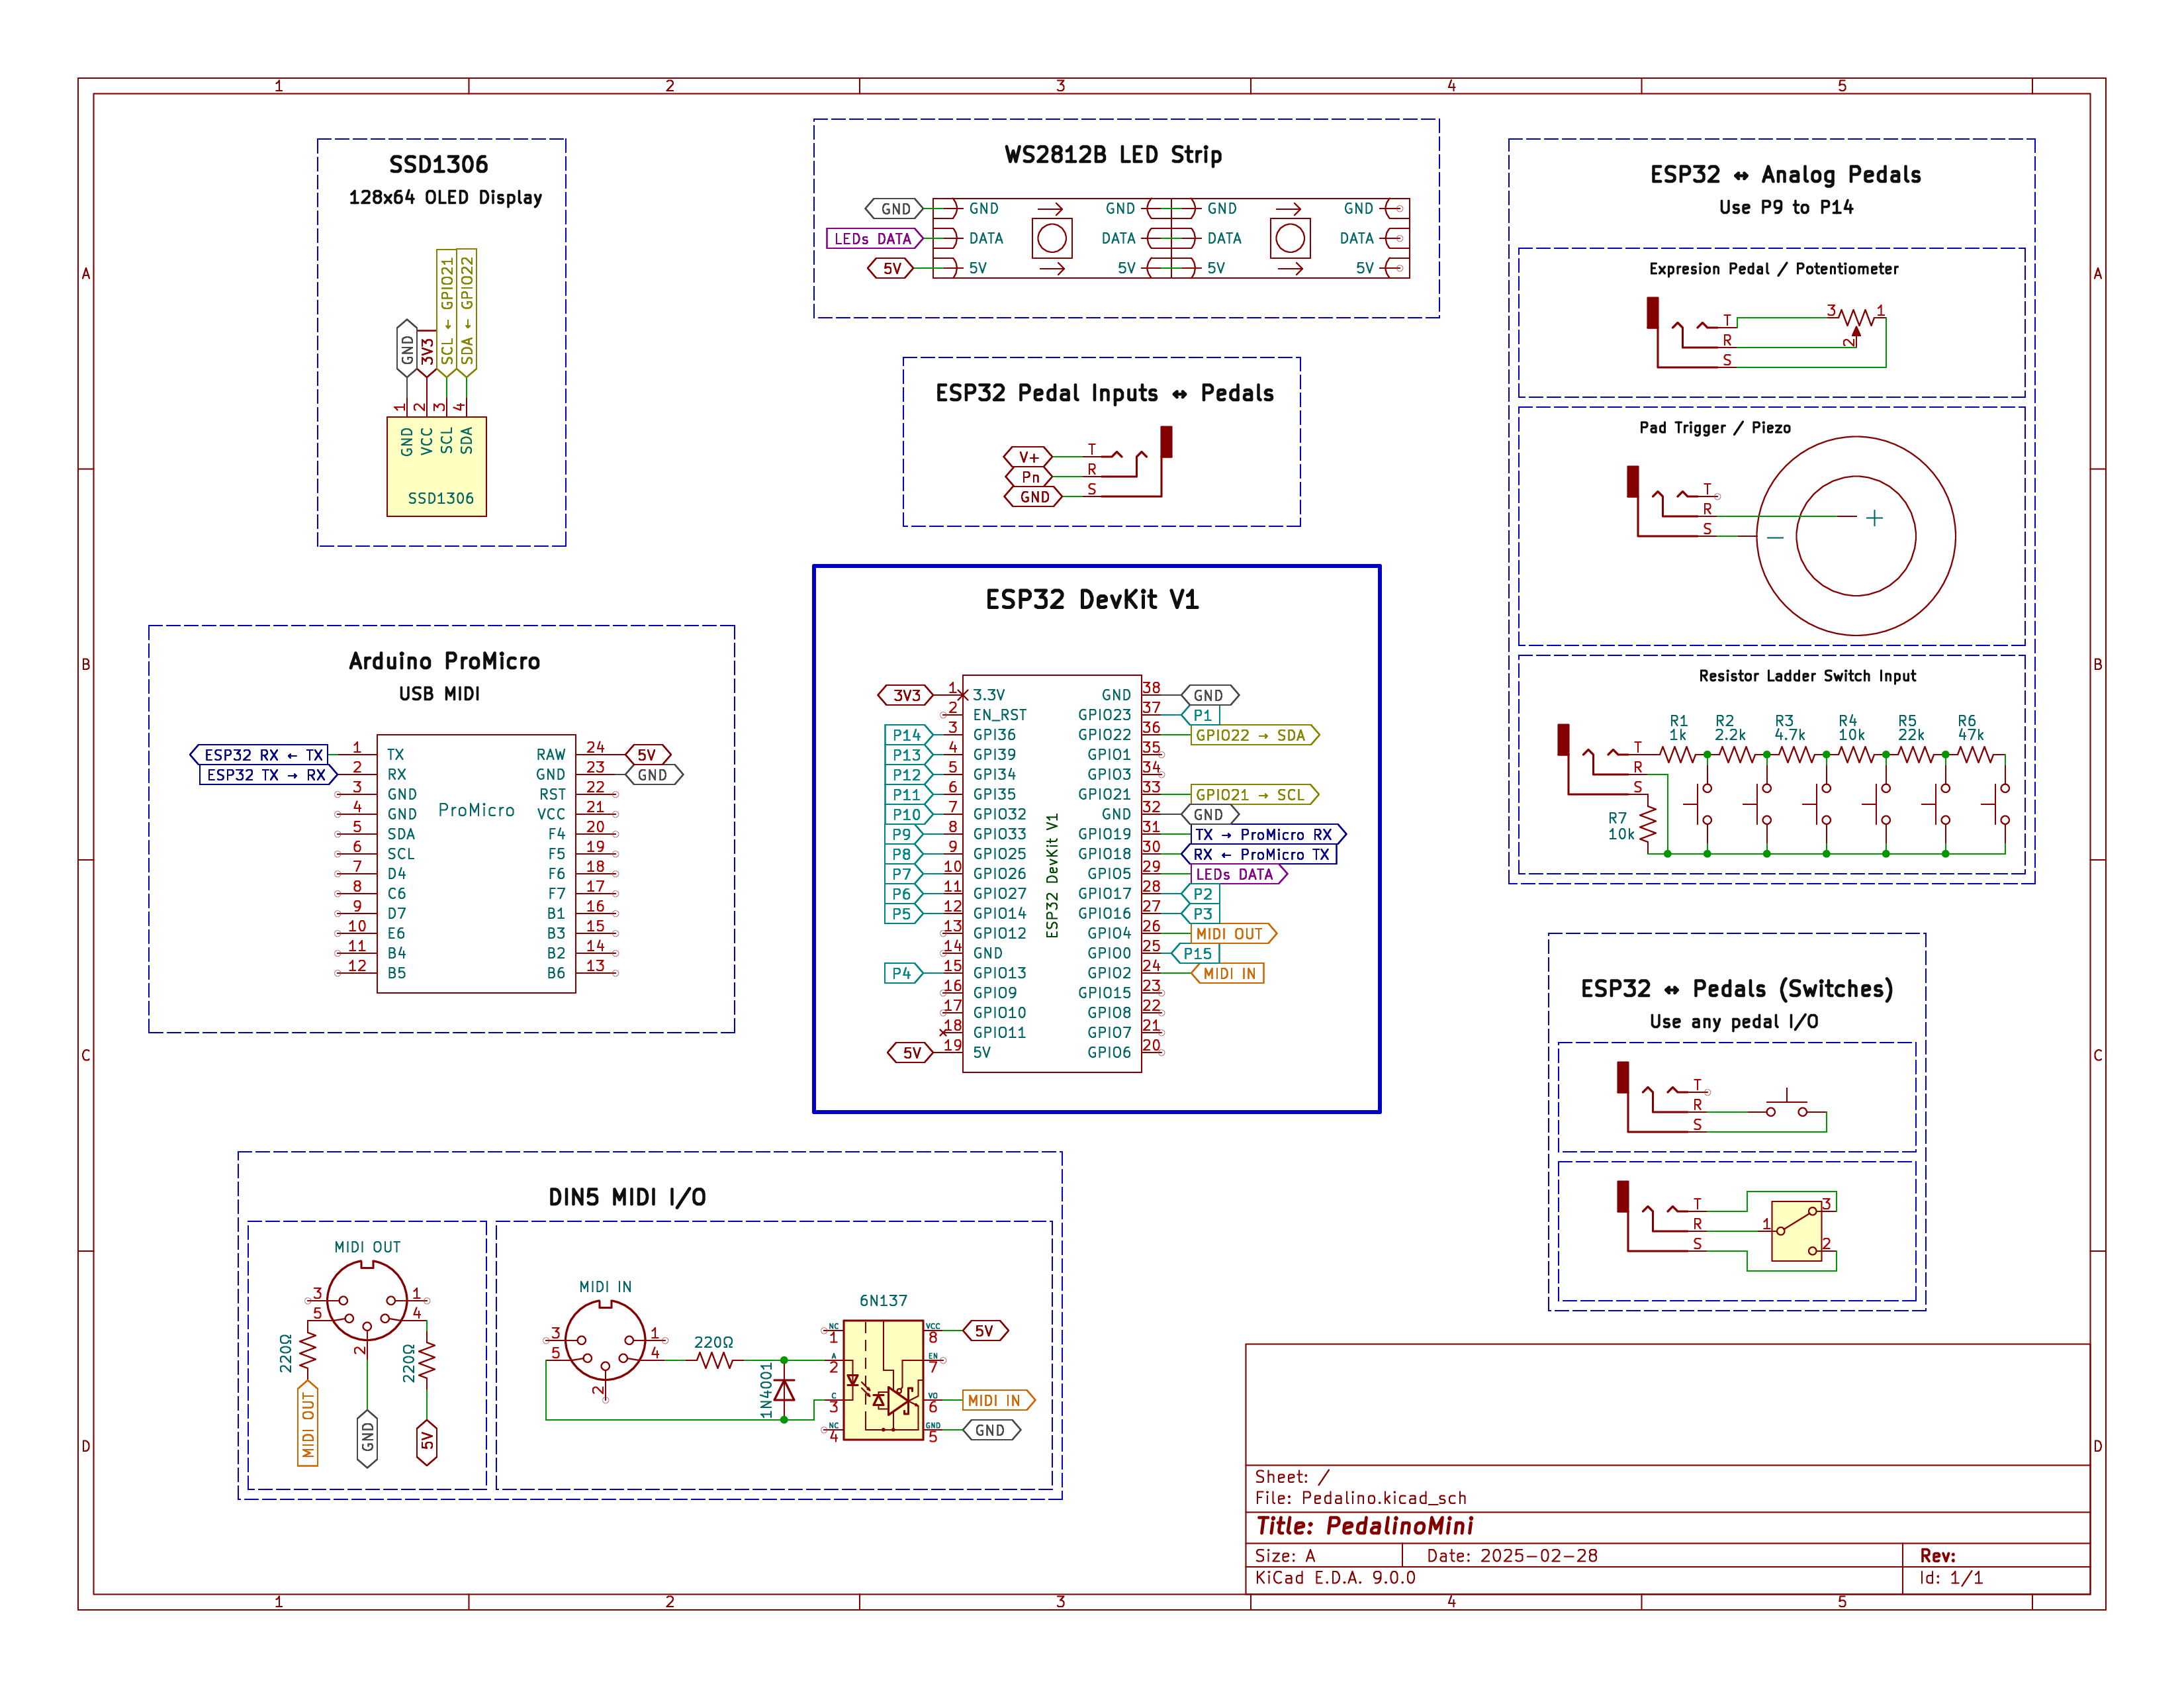 1 2 3 4 5
A A
B B
C C
D D
SSD1306
128x64 OLED Display
GND
3V3
SCL ← GPIO21
SDA ← GPIO22
1 2 3 4
GND VCC SCL SDA
SSD1306
WS2812B LED Strip
GND GND GND GND GND
LEDs DATA DATA DATA DATA DATA
5V 5V 5V 5V 5V
ESP32 Pedal Inputs ↔ Pedals
V+ T
Pn R
GND S
ESP32 ↔ Analog Pedals
Use P9 to P14
Expresion Pedal / Potentiometer
T 3 1
R 2
S
Pad Trigger / Piezo
T
R +
S −
Resistor Ladder Switch Input
R1 R2 R3 R4 R5 R6
1k 2.2k 4.7k 10k 22k 47k
T
R
S
R7
10k
Arduino ProMicro
USB MIDI
ProMicro
ESP32 RX ← TX 1 TX RAW 24 5V
ESP32 TX → RX 2 RX GND 23 GND
3 GND RST 22
4 GND VCC 21
5 SDA F4 20
6 SCL F5 19
7 D4 F6 18
8 C6 F7 17
9 D7 B1 16
10 E6 B3 15
11 B4 B2 14
12 B5 B6 13
ESP32 DevKit V1
ESP32 DevKit V1
3V3 1 3.3V GND 38 GND
2 EN_RST GPIO23 37 P1
P14 3 GPI36 GPIO22 36 GPIO22 → SDA
P13 4 GPI39 GPIO1 35
P12 5 GPI34 GPIO3 34
P11 6 GPI35 GPIO21 33 GPIO21 → SCL
P10 7 GPIO32 GND 32 GND
P9 8 GPIO33 GPIO19 31 TX → ProMicro RX
P8 9 GPIO25 GPIO18 30 RX ← ProMicro TX
P7 10 GPIO26 GPIO5 29 LEDs DATA
P6 11 GPIO27 GPIO17 28 P2
P5 12 GPIO14 GPIO16 27 P3
13 GPIO12 GPIO4 26 MIDI OUT
14 GND GPIO0 25 P15
P4 15 GPIO13 GPIO2 24 MIDI IN
16 GPIO9 GPIO15 23
17 GPIO10 GPIO8 22
18 GPIO11 GPIO7 21
5V 19 5V GPIO6 20
ESP32 ↔ Pedals (Switches)
Use any pedal I/O
T
R
S
T 3
R 1
S 2
DIN5 MIDI I/O
MIDI OUT
3 1
5 4
2
220Ω 220Ω
MIDI OUT GND 5V
MIDI IN
3 1
5 4
2
220Ω
1N4001
6N137
NC 1 VCC 8 5V
A 2 EN 7
C 3 VO 6 MIDI IN
NC 4 GND 5 GND
Sheet: /
File: Pedalino.kicad_sch
Title: PedalinoMini
Size: A Date: 2025-02-28 Rev:
KiCad E.D.A. 9.0.0 Id: 1/1
1 2 3 4 5